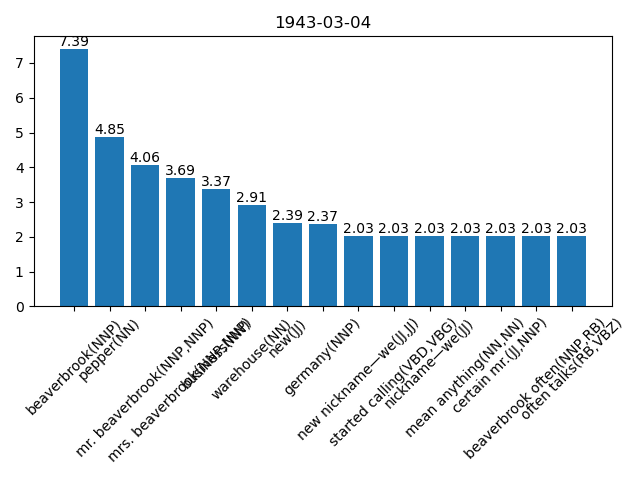 1943-03-04
7
6
5
4
3
2
1
0
7.39
4.85
4.06
3.69
3.37
2.91
2.39
2.37
2.03
2.03
2.03
2.03
2.03
2.03
2.03
beaverbrook(NNP)
pepper(NN)
mr. beaverbrook(NNP,NNP)
mrs. beaverbrook(NNP,NNP)
business(NN)
warehouse(NN)
new(JJ)
germany(NNP)
new nickname—we(JJ,JJ)
started calling(VBD,VBG)
nickname—we(JJ)
mean anything(NN,NN)
certain mr.(JJ,NNP)
beaverbrook often(NNP,RB)
often talks(RB,VBZ)